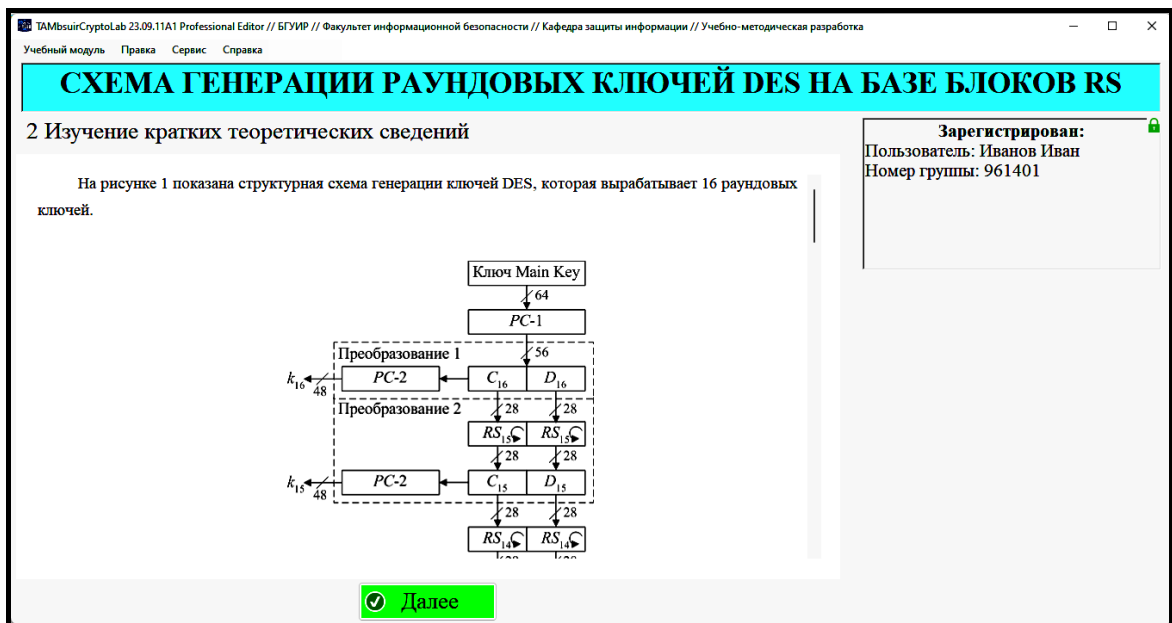 TAMbsuirCryptoLab 23.09.11A1 Professional Editor // БГУИР // Факультет информационной безопасности // Кафедра защиты информации // Учебно-методическая разработка
Учебный модуль Правка Сервис Справка
СХЕМА ГЕНЕРАЦИИ РАУНДОВЫХ КЛЮЧЕЙ DES НА БАЗЕ БЛОКОВ RS
2 Изучение кратких теоретических сведений
Зарегистрирован:
Пользователь: Иванов Иван
Номер группы: 961401
На рисунке 1 показана структурная схема генерации ключей DES, которая вырабатывает 16 раундовых
ключей.
Ключ Main Key
64
PC-1
Преобразование 1
56
k16 48 PC-2 C16 D16
Преобразование 2
28 28
RS15 RS15
28 28
k15 48 PC-2 C15 D15
28 28
RS14 RS14
28 28
Далее